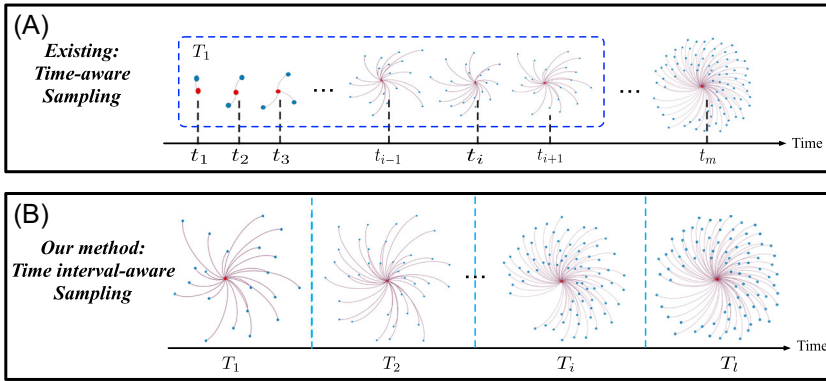 (A)
Existing:
Time-aware
Sampling
T₁
... ...
t₁ t₂ t₃ tᵢ₋₁ tᵢ tᵢ₊₁ tₘ
Time
(B)
Our method:
Time interval-aware
Sampling
...
T₁ T₂ Tᵢ Tₗ
Time